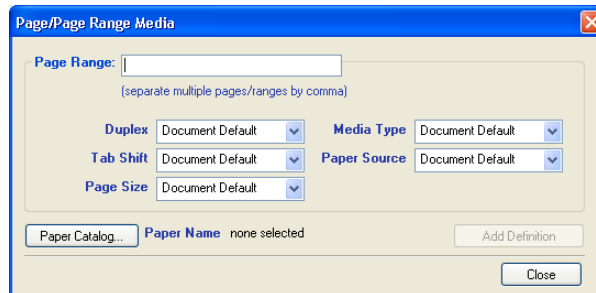 Page/Page Range Media
Page Range:
(separate multiple pages/ranges by comma)
Duplex Document Default Media Type Document Default
Tab Shift Document Default Paper Source Document Default
Page Size Document Default
Paper Catalog... Paper Name none selected Add Definition
Close